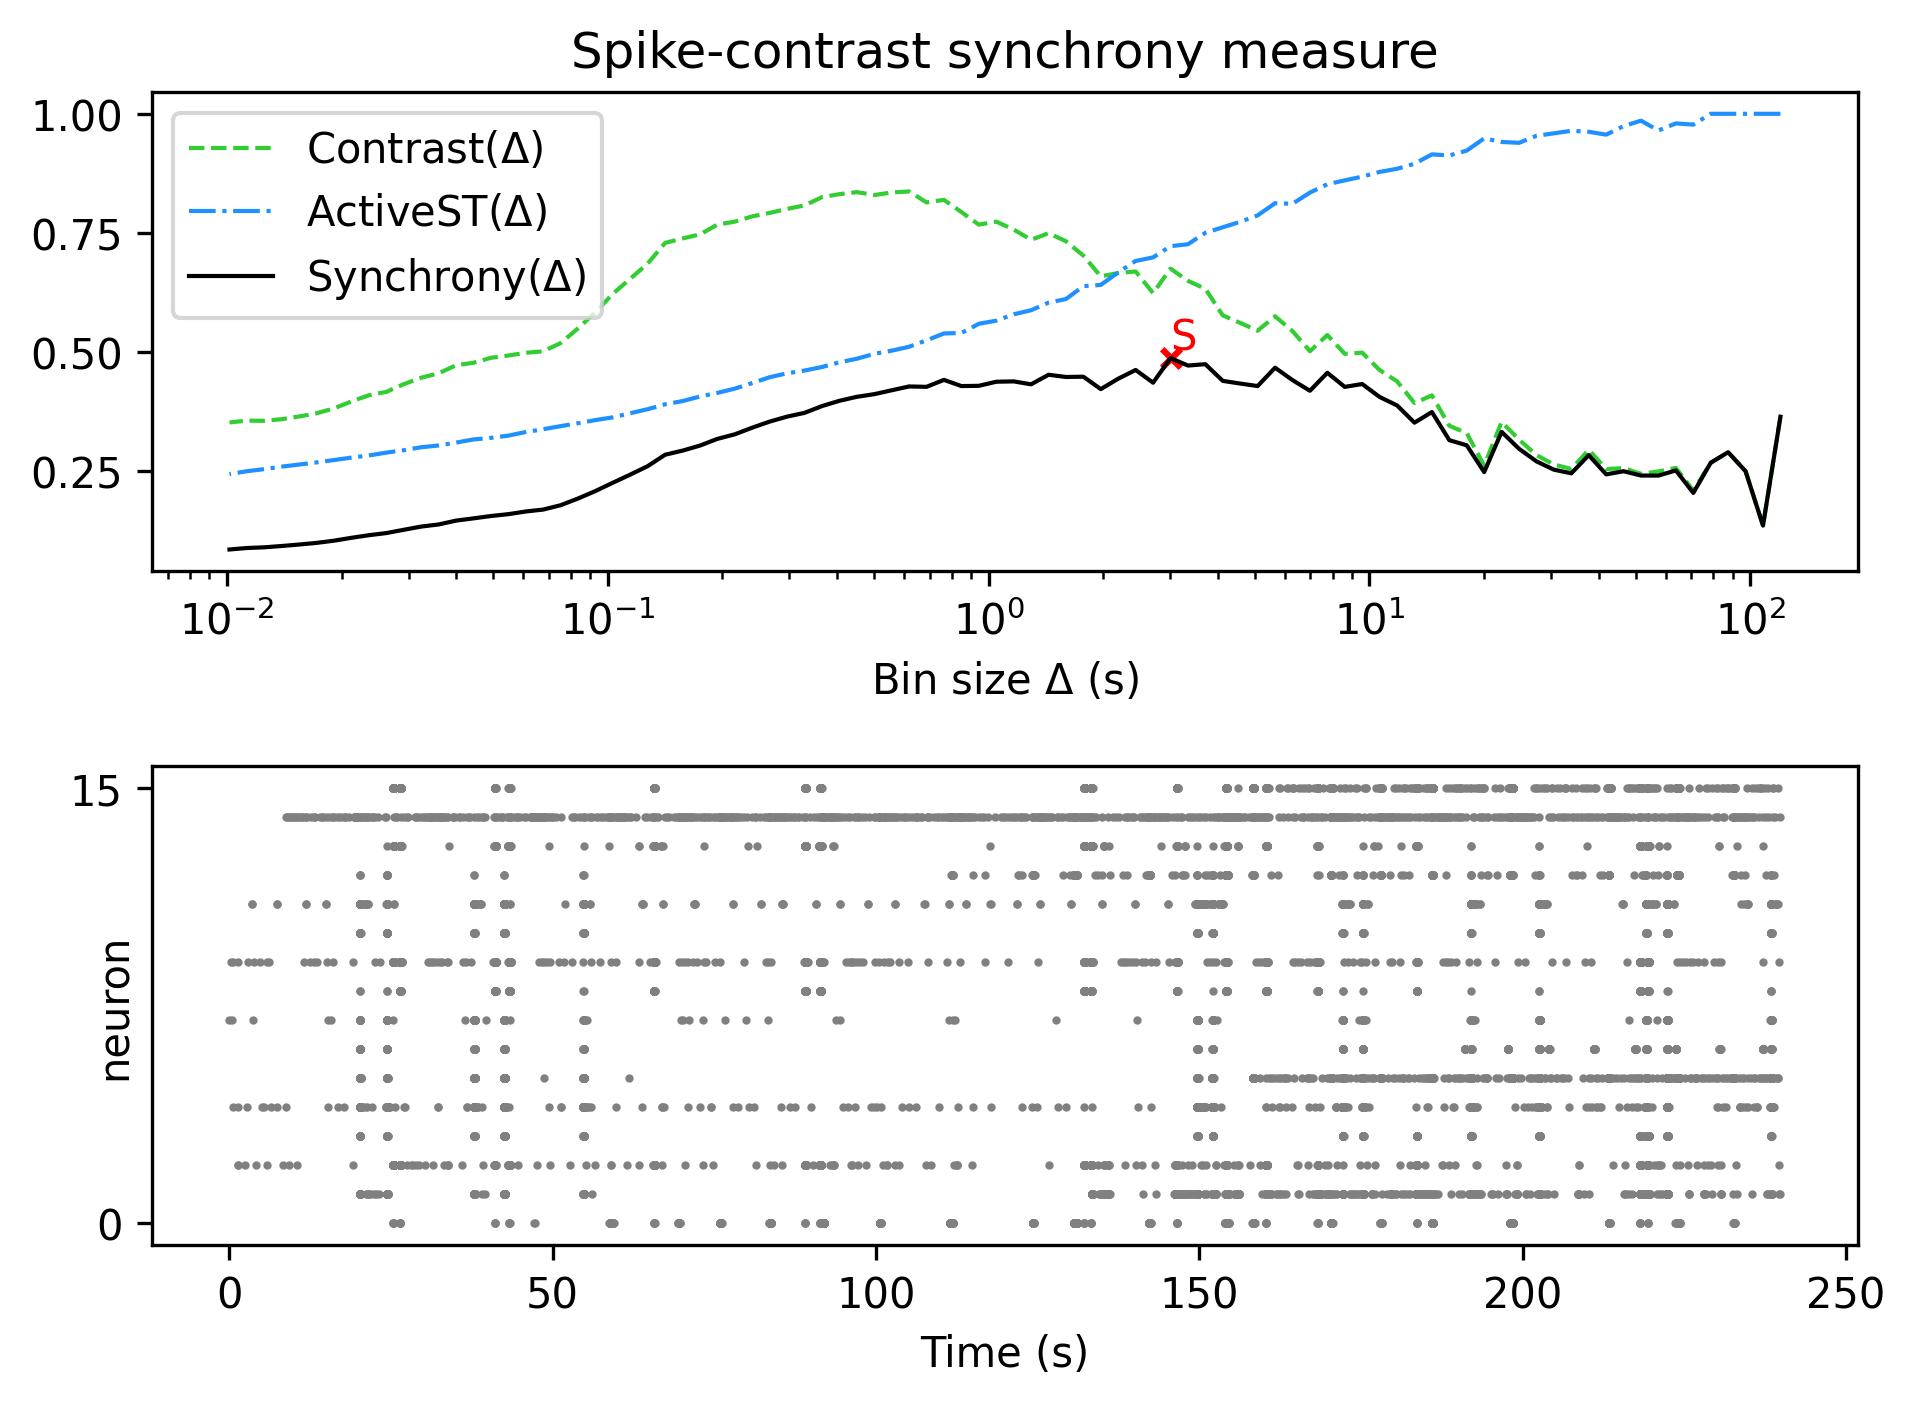 Spike-contrast synchrony measure
1.00
0.75
0.50
0.25
Contrast(Δ)
ActiveST(Δ)
Synchrony(Δ)
S
10⁻² 10⁻¹ 10⁰ 10¹ 10²
Bin size Δ (s)
15
0
neuron
0 50 100 150 200 250
Time (s)